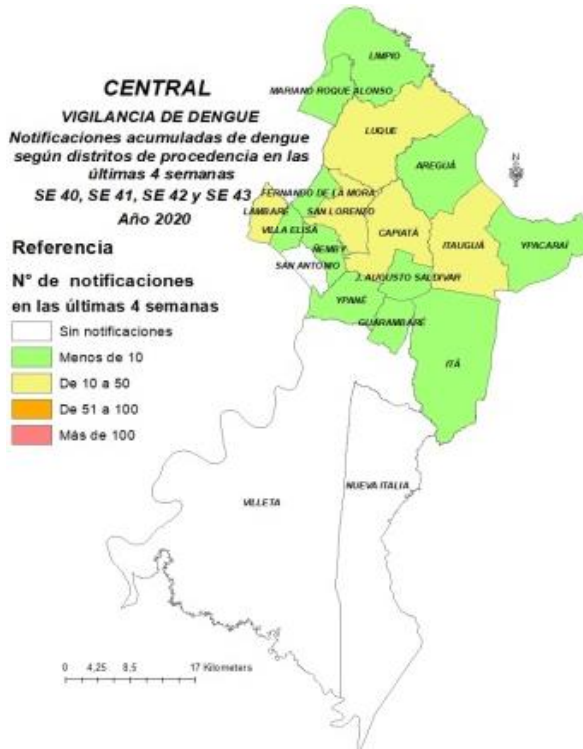 CENTRAL
VIGILANCIA DE DENGUE
Notificaciones acumuladas de dengue
según distritos de procedencia en las
últimas 4 semanas
SE 40, SE 41, SE 42 y SE 43
Año 2020
Referencia
N° de notificaciones
en las últimas 4 semanas
Sin notificaciones
Menos de 10
De 10 a 50
De 51 a 100
Más de 100
LIMPIO
MARIANO ROQUE ALONSO
LUQUE
AREGUÁ
N
FERNANDO DE LA MORA
LAMBARÉ
SAN LORENZO
VILLA ELISA
CAPIATÁ
ITAUGUÁ
YPACARAÍ
ÑEMBY
SAN ANTONIO
J. AUGUSTO SALDIVAR
YPANÉ
GUARAMBARÉ
ITÁ
VILLETA
NUEVA ITALIA
0 4,25 8,5 17 Kilometers